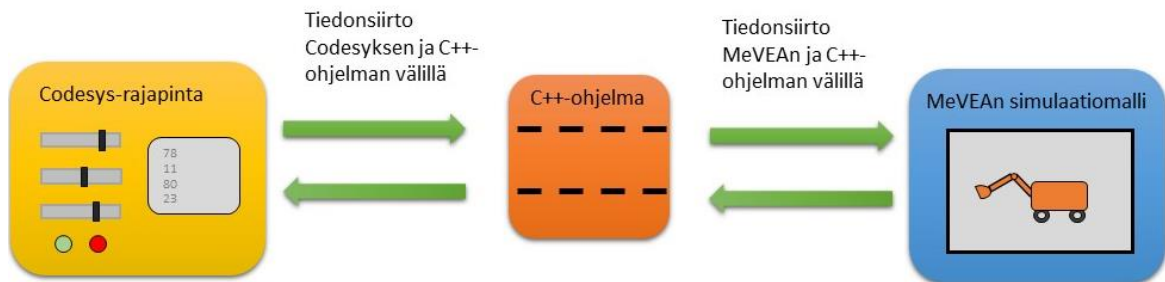 Tiedonsiirto
Codesyksen ja C++-
ohjelman välillä
Tiedonsiirto
MeVEAn ja C++-
ohjelman välillä
Codesys-rajapinta
78
11
80
23
C++-ohjelma
MeVEAn simulaatiomalli